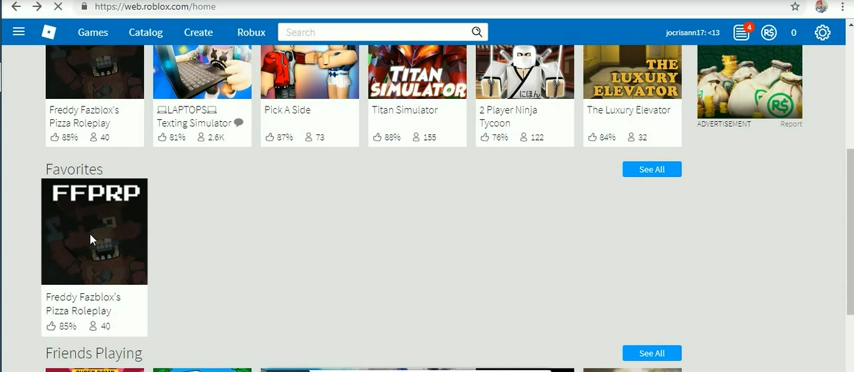 https://web.roblox.com/home
Games Catalog Create Robux Search jocrisann17: <13 4 0
TITAN
SIMULATOR
にほん
THE
LUXURY
ELEVATOR
Freddy Fazblox's
Pizza Roleplay
85% 40
💻LAPTOPS💻
Texting Simulator 💬
81% 2.6K
Pick A Side
87% 73
Titan Simulator
88% 155
2 Player Ninja
Tycoon
76% 122
The Luxury Elevator
84% 32
R$
ADVERTISEMENT Report
Favorites See All
FFPRP
Freddy Fazblox's
Pizza Roleplay
85% 40
Friends Playing See All